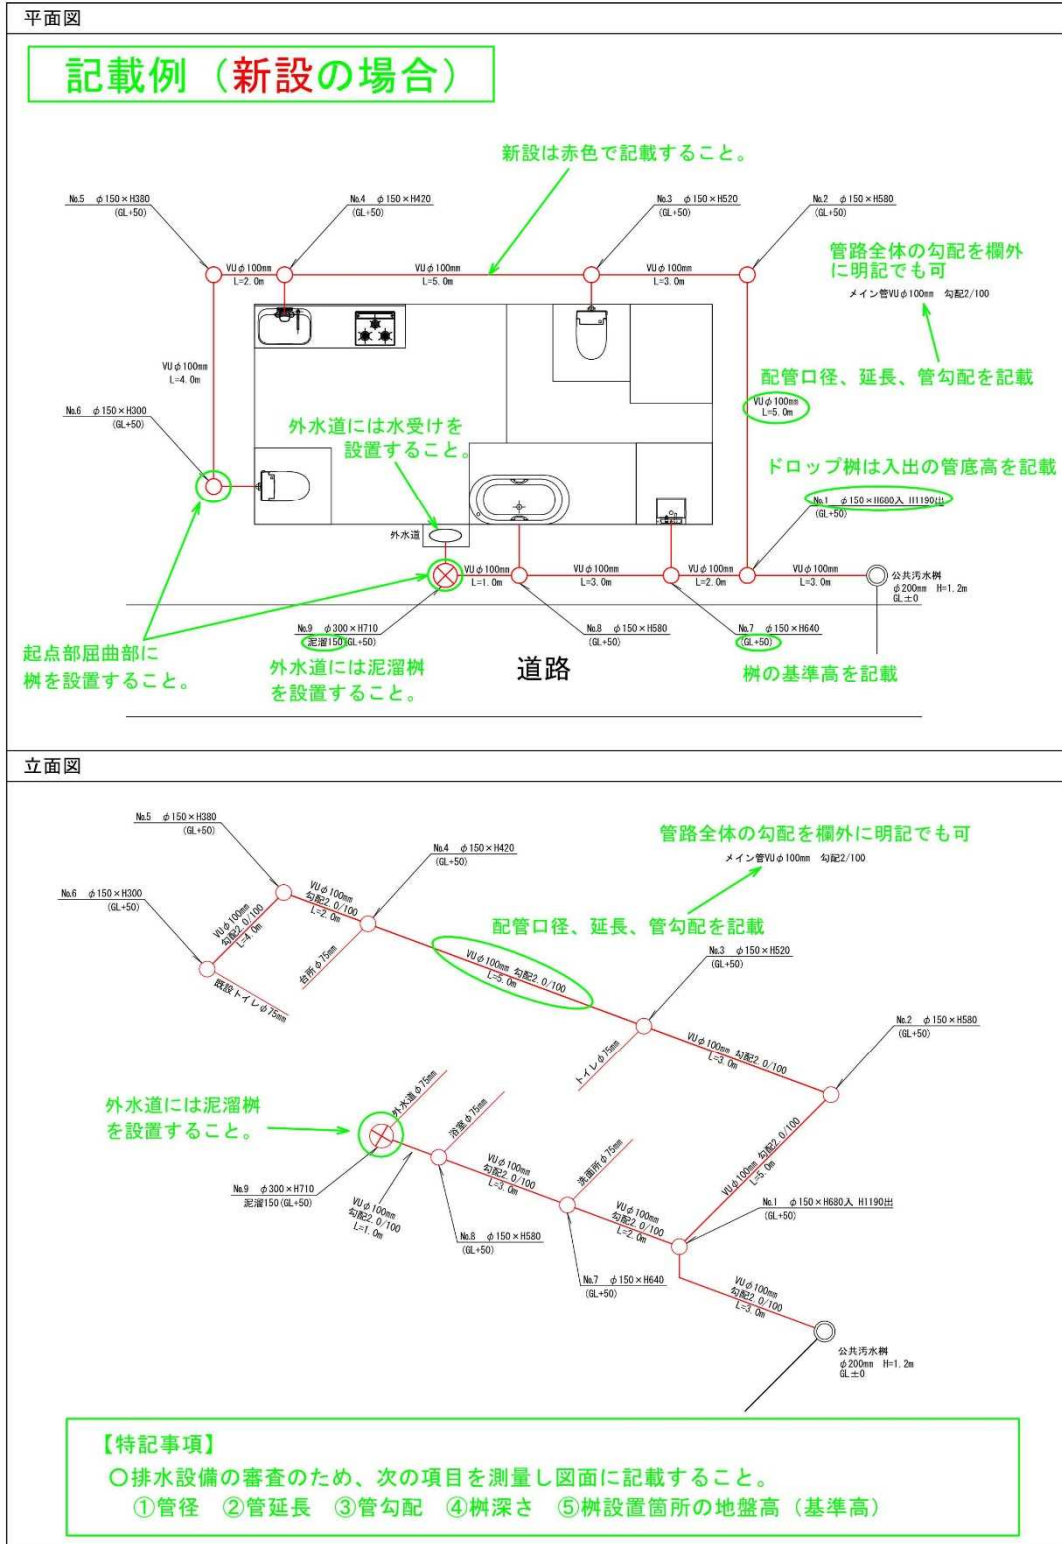 平面図
記載例（新設の場合）
新設は赤色で記載すること。
No.5 φ150×H380
(GL+50)
No.4 φ150×H420
(GL+50)
No.3 φ150×H520
(GL+50)
No.2 φ150×H580
(GL+50)
管路全体の勾配を欄外
に明記でも可
メイン管VUφ100mm 勾配2/100
VUφ100mm
L=2.0m
VUφ100mm
L=5.0m
VUφ100mm
L=3.0m
VUφ100mm
L=4.0m
配管口径、延長、管勾配を記載
VUφ100mm
L=5.0m
No.6 φ150×H300
(GL+50)
外水道には水受けを
設置すること。
ドロップ桝は入出の管底高を記載
No.1 φ150×H680入 H1190出
(GL+50)
外水道
VUφ100mm
L=1.0m
VUφ100mm
L=3.0m
VUφ100mm
L=2.0m
VUφ100mm
L=3.0m
公共汚水桝
φ200mm H=1.2m
GL±0
No.9 φ300×H710
泥溜150(GL+50)
No.8 φ150×H580
(GL+50)
No.7 φ150×H640
(GL+50)
起点部屈曲部に
桝を設置すること。
外水道には泥溜桝
を設置すること。
道路
桝の基準高を記載
立面図
No.5 φ150×H380
(GL+50)
No.4 φ150×H420
(GL+50)
管路全体の勾配を欄外に明記でも可
メイン管VUφ100mm 勾配2/100
No.6 φ150×H300
(GL+50)
VUφ100mm
勾配2.0/100
L=4.0m
VUφ100mm
勾配2.0/100
L=2.0m
台所φ75mm
既設トイレφ75mm
配管口径、延長、管勾配を記載
VUφ100mm 勾配2.0/100
L=5.0m
No.3 φ150×H520
(GL+50)
トイレφ75mm
VUφ100mm 勾配2.0/100
L=3.0m
No.2 φ150×H580
(GL+50)
外水道には泥溜桝
を設置すること。
外水道φ75mm
浴室φ75mm
洗面所φ75mm
VUφ100mm 勾配2.0/100
L=5.0m
No.9 φ300×H710
泥溜150(GL+50)
VUφ100mm
勾配2.0/100
L=1.0m
VUφ100mm
勾配2.0/100
L=3.0m
VUφ100mm
勾配2.0/100
L=2.0m
No.1 φ150×H680入 H1190出
(GL+50)
No.8 φ150×H580
(GL+50)
No.7 φ150×H640
(GL+50)
VUφ100mm
勾配2.0/100
L=3.0m
公共汚水桝
φ200mm H=1.2m
GL±0
【特記事項】
○排水設備の審査のため、次の項目を測量し図面に記載すること。
①管径 ②管延長 ③管勾配 ④桝深さ ⑤桝設置箇所の地盤高（基準高）